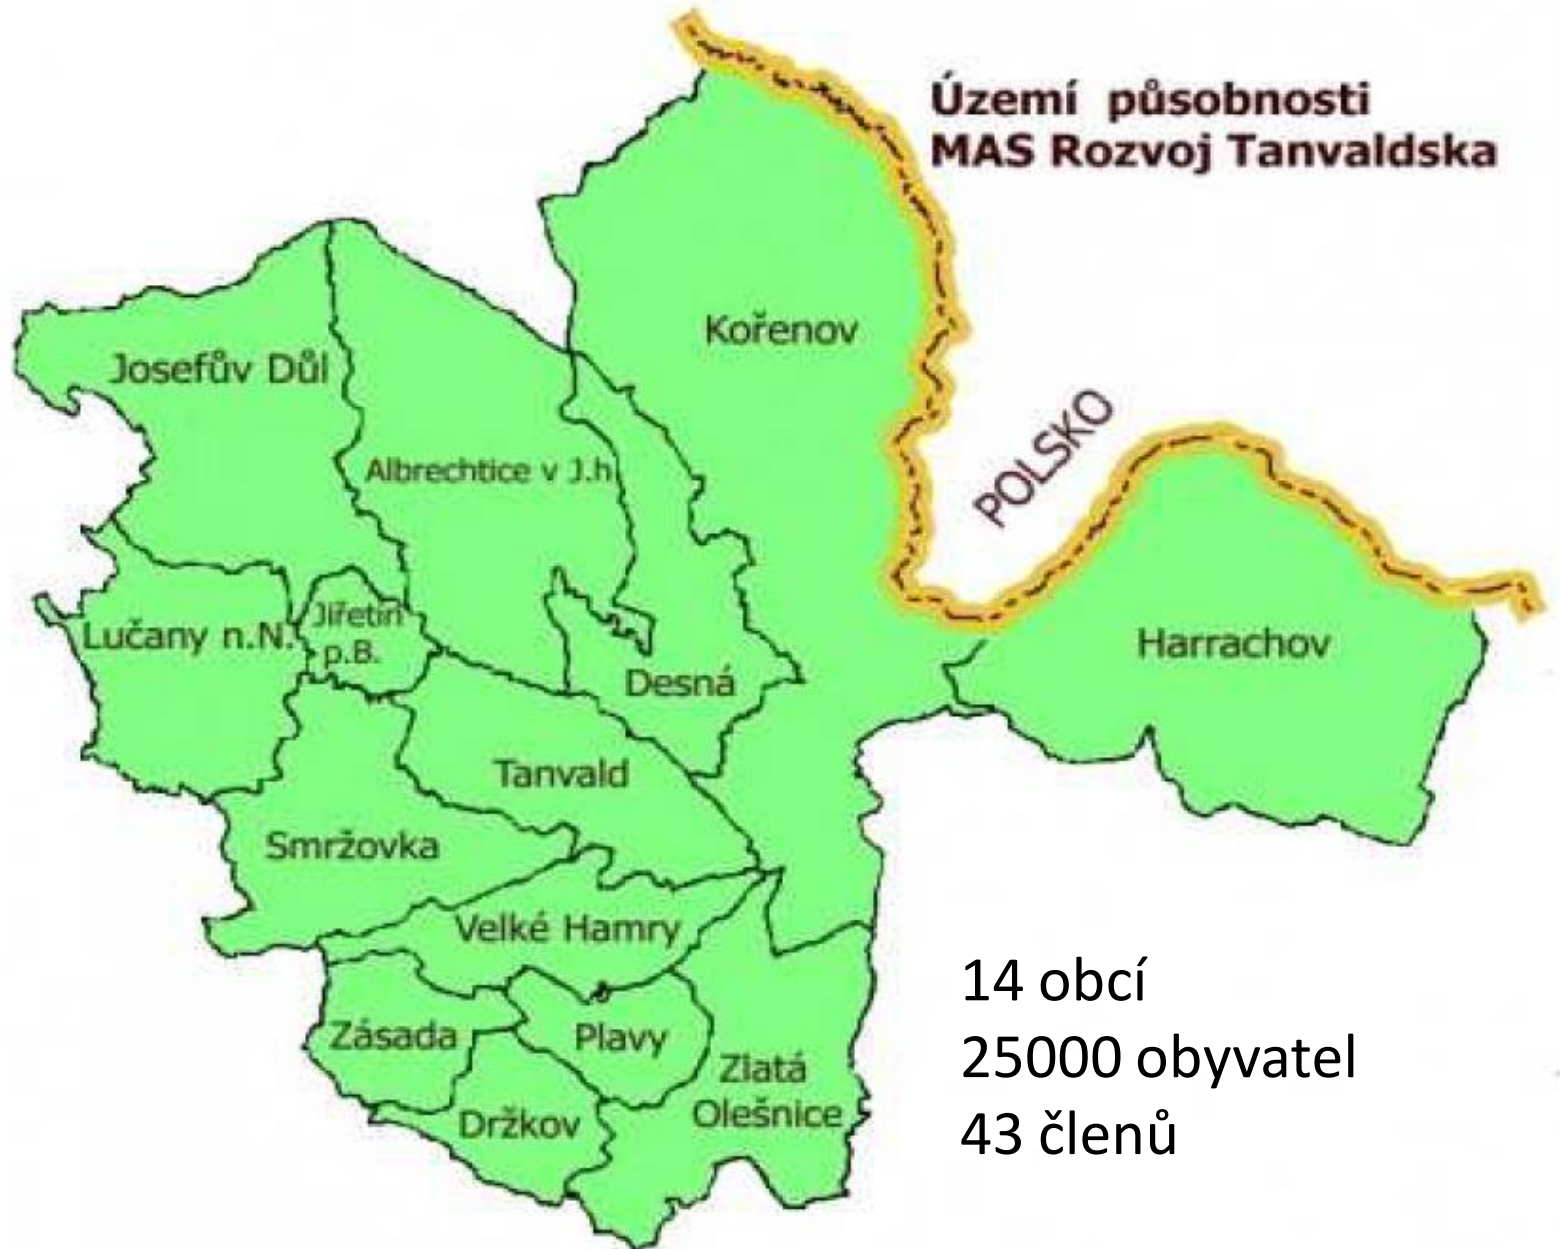 Území působnosti
MAS Rozvoj Tanvaldska
Kořenov
Josefův Důl
POLSKO
Albrechtice v J.h
Jiřetín
p.B.
Lučany n.N.
Harrachov
Desná
Tanvald
Smržovka
Velké Hamry
Zásada
Plavy
Zlatá
Olešnice
Držkov
14 obcí
25000 obyvatel
43 členů